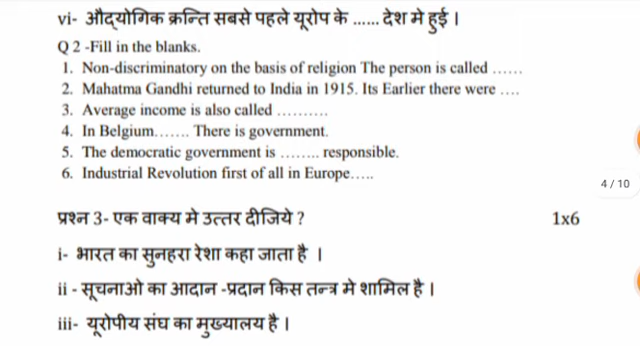 vi- औद्योगिक क्रन्ति सबसे पहले यूरोप के ...... देश मे हुई ।
Q 2 -Fill in the blanks.
1. Non-discriminatory on the basis of religion The person is called ......
2. Mahatma Gandhi returned to India in 1915. Its Earlier there were ....
3. Average income is also called ..........
4. In Belgium....... There is government.
5. The democratic government is ........ responsible.
6. Industrial Revolution first of all in Europe.....
4 / 10
प्रश्न 3- एक वाक्य मे उत्तर दीजिये ? 1x6
i- भारत का सुनहरा रेशा कहा जाता है ।
ii - सूचनाओ का आदान -प्रदान किस तन्त्र मे शामिल है ।
iii- यूरोपीय संघ का मुख्यालय है ।